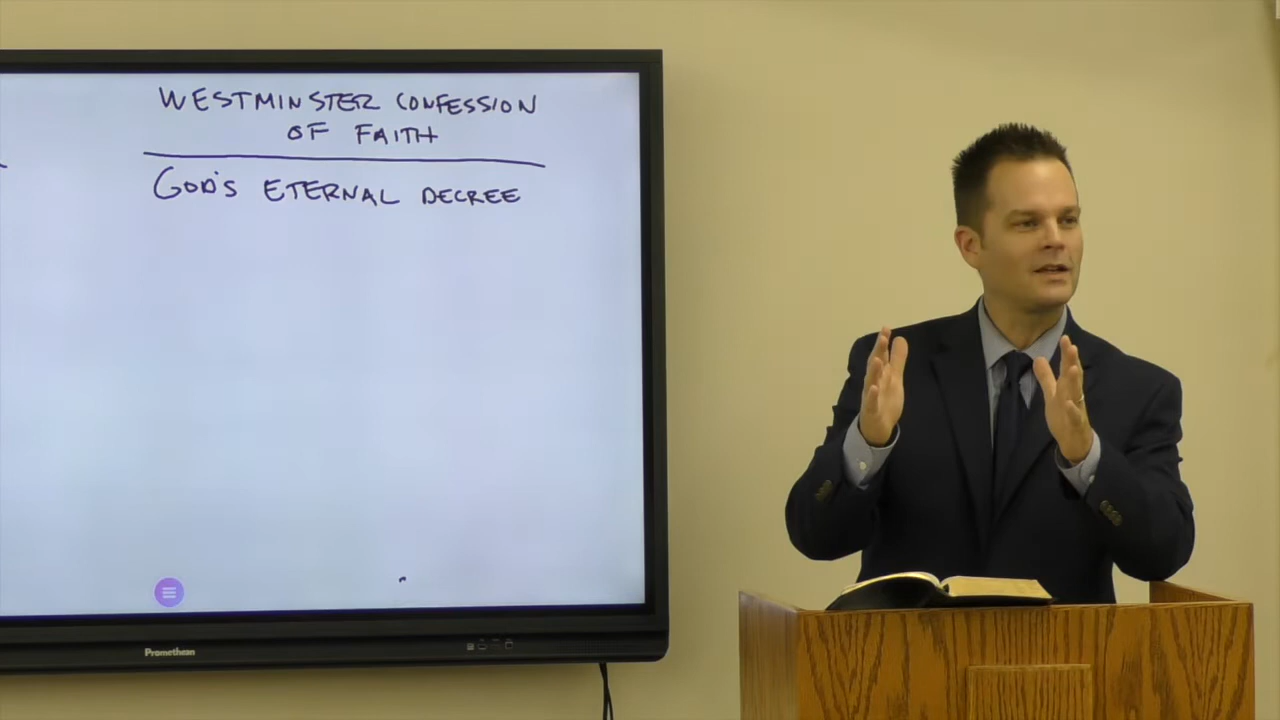 WESTMINSTER CONFESSION
OF FAITH
GOD'S ETERNAL DECREE
Promethean